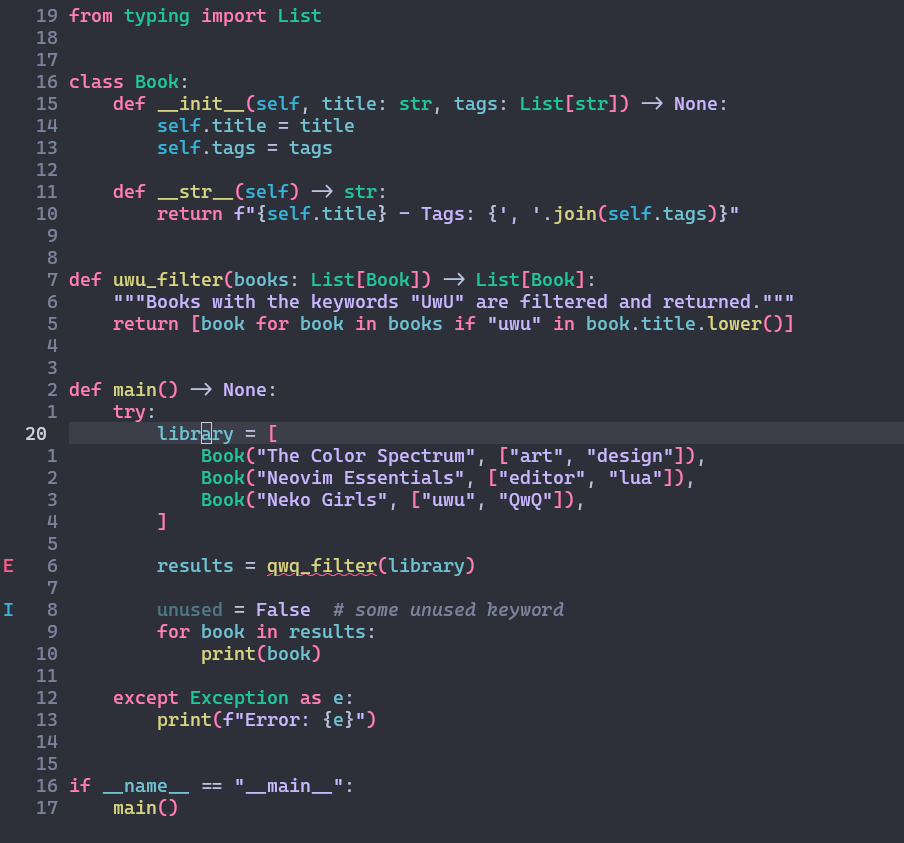 19 from typing import List
18
17
16 class Book:
15     def __init__(self, title: str, tags: List[str]) -> None:
14         self.title = title
13         self.tags = tags
12
11     def __str__(self) -> str:
10         return f"{self.title} - Tags: {', '.join(self.tags)}"
9
8
7 def uwu_filter(books: List[Book]) -> List[Book]:
6     """Books with the keywords "UwU" are filtered and returned."""
5     return [book for book in books if "uwu" in book.title.lower()]
4
3
2 def main() -> None:
1     try:
20         library = [
1             Book("The Color Spectrum", ["art", "design"]),
2             Book("Neovim Essentials", ["editor", "lua"]),
3             Book("Neko Girls", ["uwu", "QwQ"]),
4         ]
5
E 6         results = qwq_filter(library)
7
I 8         unused = False  # some unused keyword
9         for book in results:
10             print(book)
11
12     except Exception as e:
13         print(f"Error: {e}")
14
15
16 if __name__ == "__main__":
17     main()